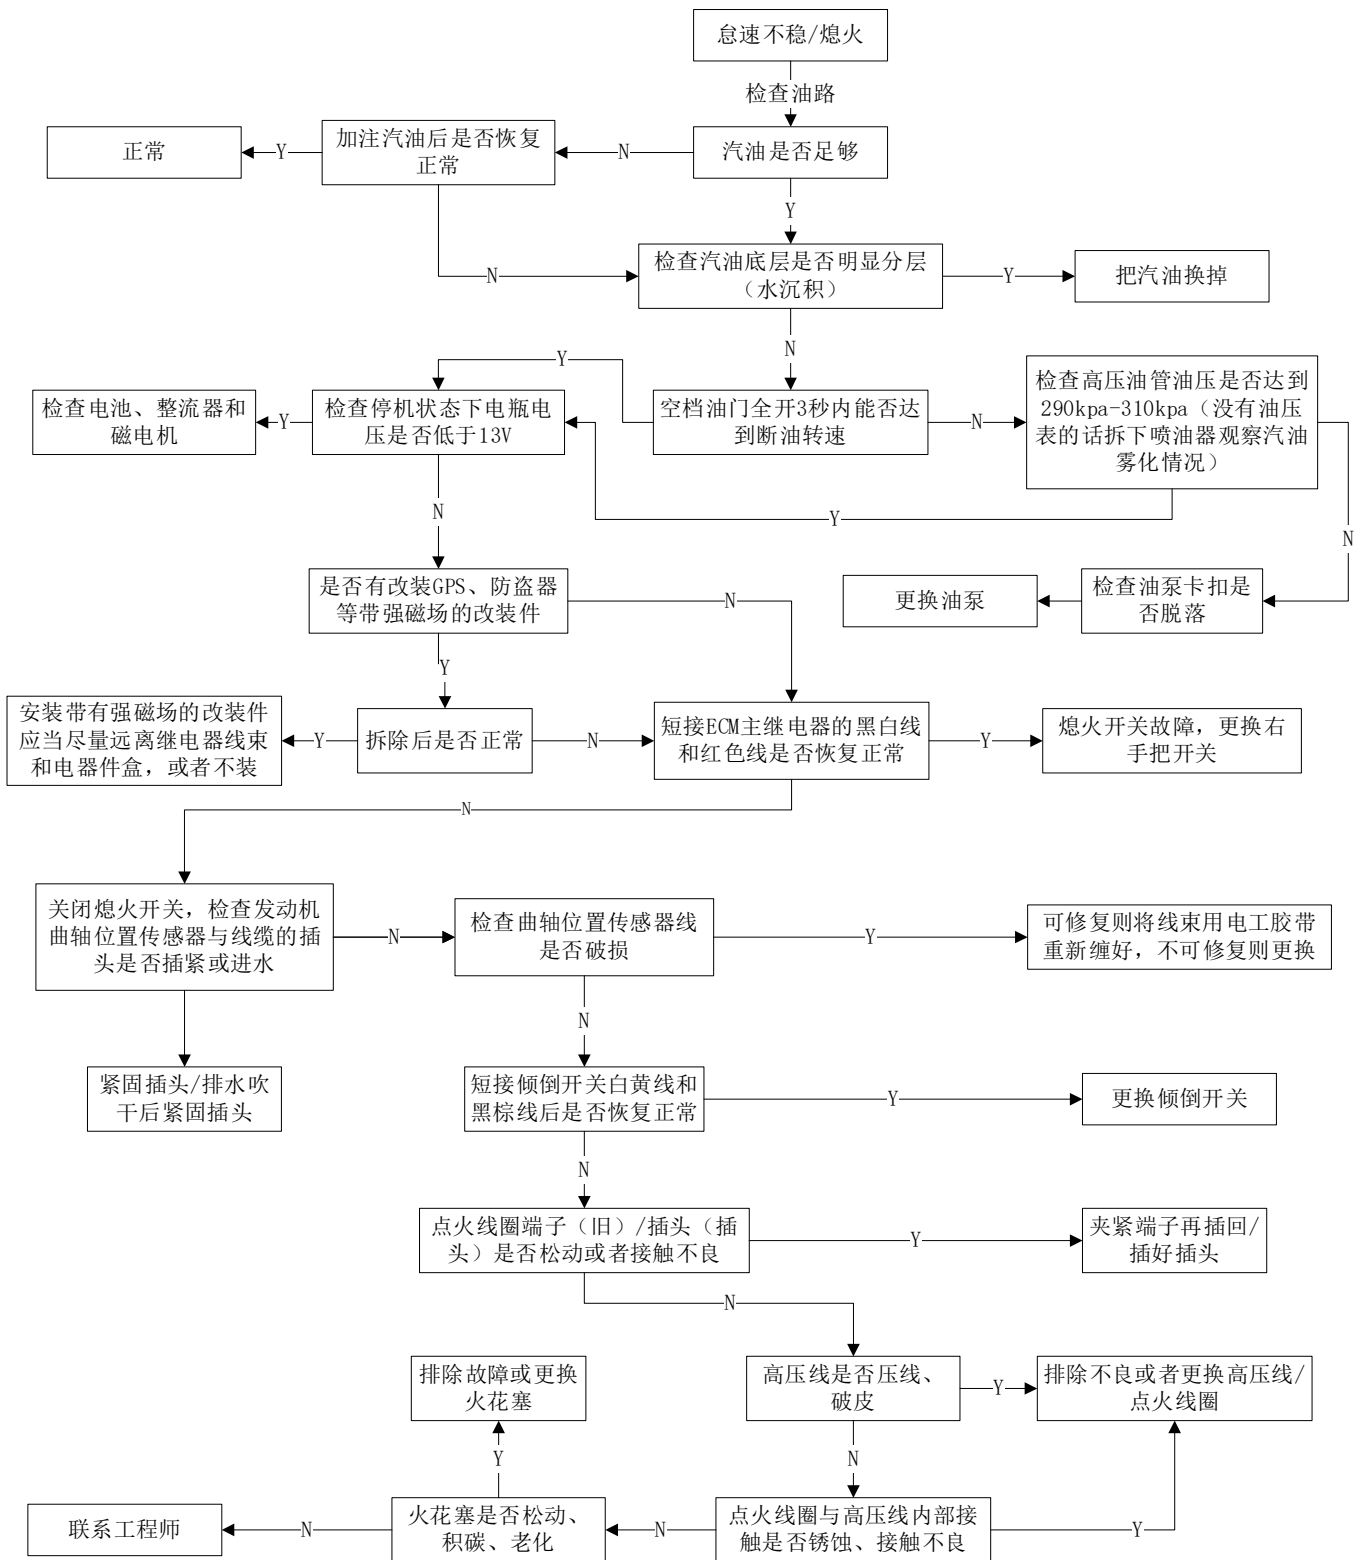 怠速不稳/熄火
检查油路
正常
Y
加注汽油后是否恢复
正常
N
汽油是否足够
Y
N
检查汽油底层是否明显分层
（水沉积）
Y
把汽油换掉
N
Y
检查电池、整流器和
磁电机
Y
检查停机状态下电瓶电
压是否低于13V
空档油门全开3秒内能否达
到断油转速
N
检查高压油管油压是否达到
290kpa-310kpa（没有油压
表的话拆下喷油器观察汽油
雾化情况）
N
Y
N
是否有改装GPS、防盗器
等带强磁场的改装件
N
更换油泵
检查油泵卡扣是
否脱落
Y
安装带有强磁场的改装件
应当尽量远离继电器线束
和电器件盒，或者不装
Y
拆除后是否正常
N
短接ECM主继电器的黑白线
和红色线是否恢复正常
Y
熄火开关故障，更换右
手把开关
N
关闭熄火开关，检查发动机
曲轴位置传感器与线缆的插
头是否插紧或进水
N
检查曲轴位置传感器线
是否破损
Y
可修复则将线束用电工胶带
重新缠好，不可修复则更换
N
紧固插头/排水吹
干后紧固插头
短接倾倒开关白黄线和
黑棕线后是否恢复正常
Y
更换倾倒开关
N
点火线圈端子（旧）/插头（插
头）是否松动或者接触不良
Y
夹紧端子再插回/
插好插头
N
排除故障或更换
火花塞
高压线是否压线、
破皮
Y
排除不良或者更换高压线/
点火线圈
Y
N
联系工程师
N
火花塞是否松动、
积碳、老化
N
点火线圈与高压线内部接
触是否锈蚀、接触不良
Y